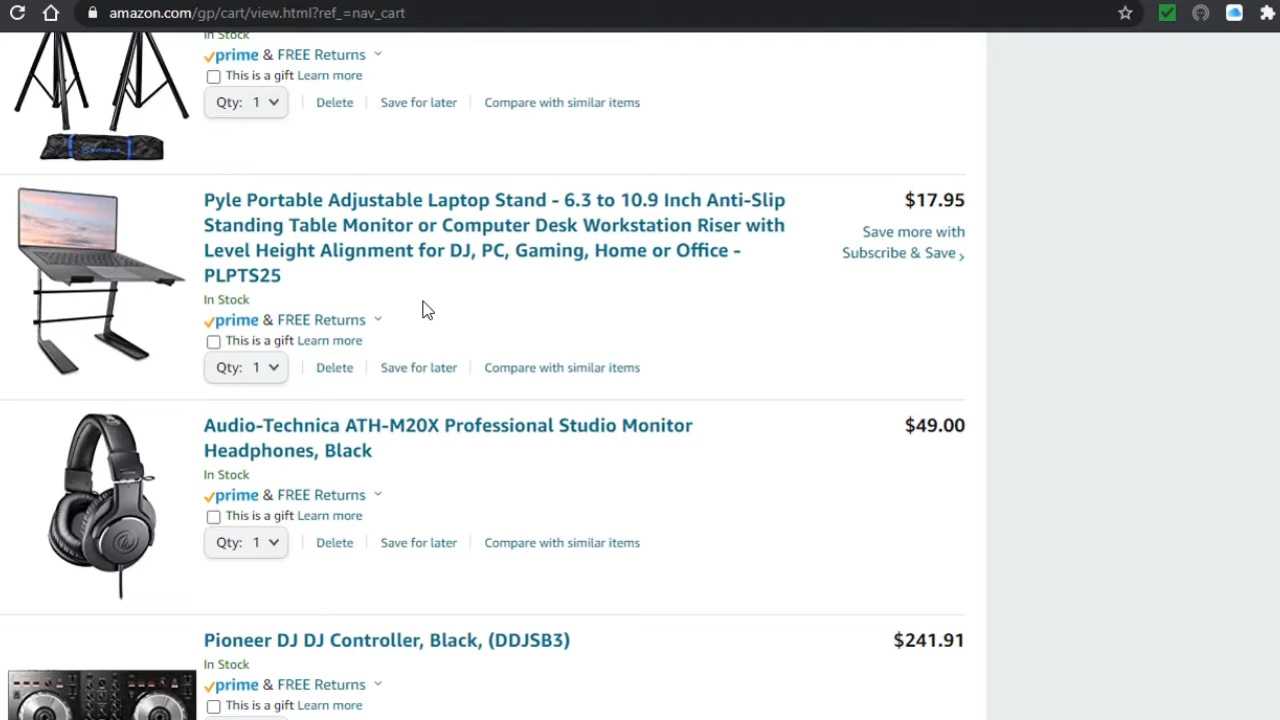 amazon.com/gp/cart/view.html?ref_=nav_cart
In Stock
prime & FREE Returns
This is a gift Learn more
Qty: 1 Delete Save for later Compare with similar items
Pyle Portable Adjustable Laptop Stand - 6.3 to 10.9 Inch Anti-Slip $17.95
Standing Table Monitor or Computer Desk Workstation Riser with Save more with
Level Height Alignment for DJ, PC, Gaming, Home or Office - Subscribe & Save
PLPTS25
In Stock
prime & FREE Returns
This is a gift Learn more
Qty: 1 Delete Save for later Compare with similar items
Audio-Technica ATH-M20X Professional Studio Monitor $49.00
Headphones, Black
In Stock
prime & FREE Returns
This is a gift Learn more
Qty: 1 Delete Save for later Compare with similar items
Pioneer DJ DJ Controller, Black, (DDJSB3) $241.91
In Stock
prime & FREE Returns
This is a gift Learn more